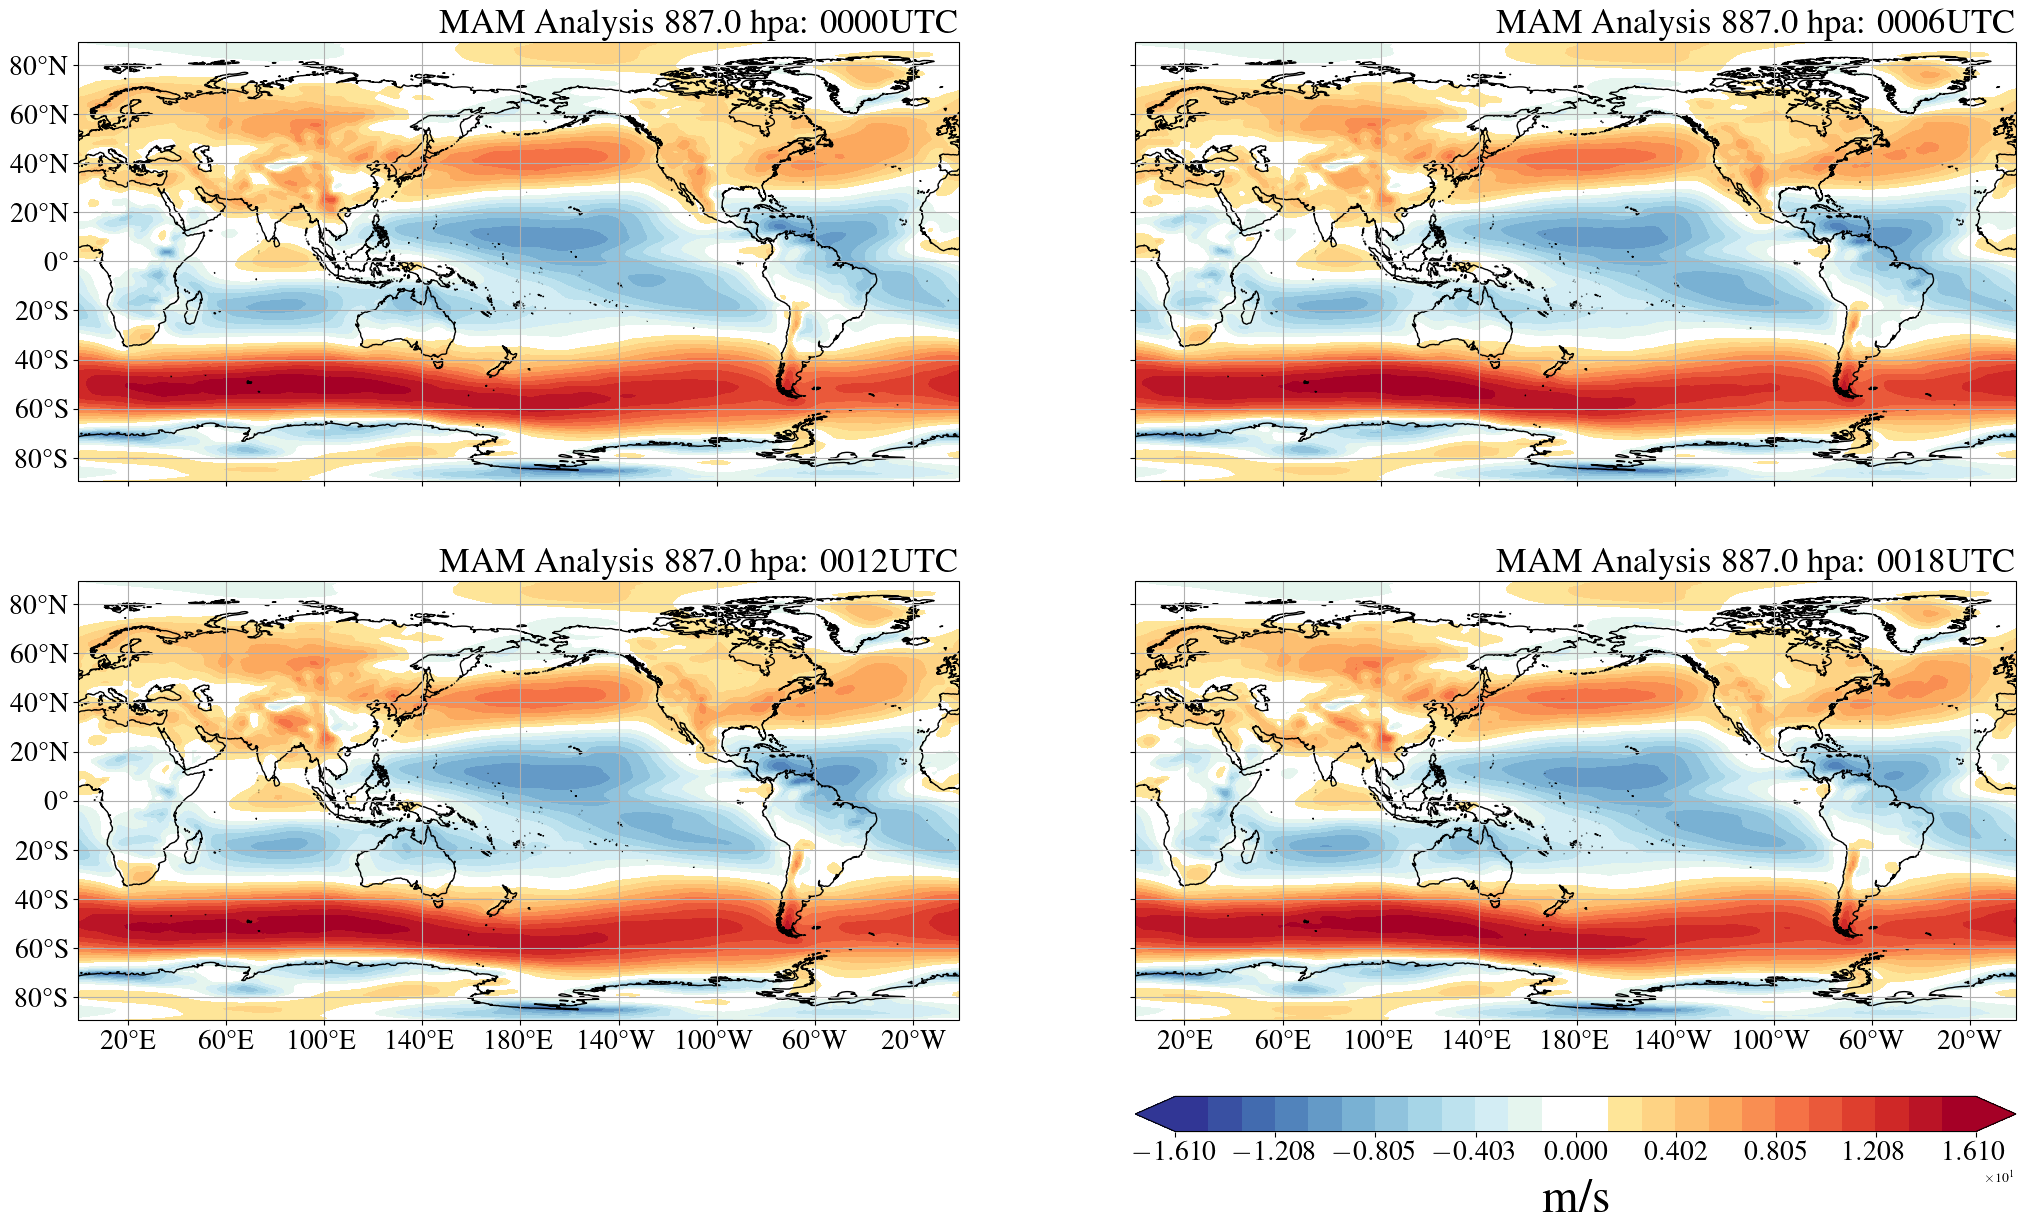 MAM Analysis 887.0 hpa: 0000UTC
MAM Analysis 887.0 hpa: 0006UTC
80°N
60°N
40°N
20°N
0°
20°S
40°S
60°S
80°S
MAM Analysis 887.0 hpa: 0012UTC
MAM Analysis 887.0 hpa: 0018UTC
80°N
60°N
40°N
20°N
0°
20°S
40°S
60°S
80°S
20°E 60°E 100°E 140°E 180°E 140°W 100°W 60°W 20°W
20°E 60°E 100°E 140°E 180°E 140°W 100°W 60°W 20°W
−1.610 −1.208 −0.805 −0.403 0.000 0.402 0.805 1.208 1.610
×10¹
m/s